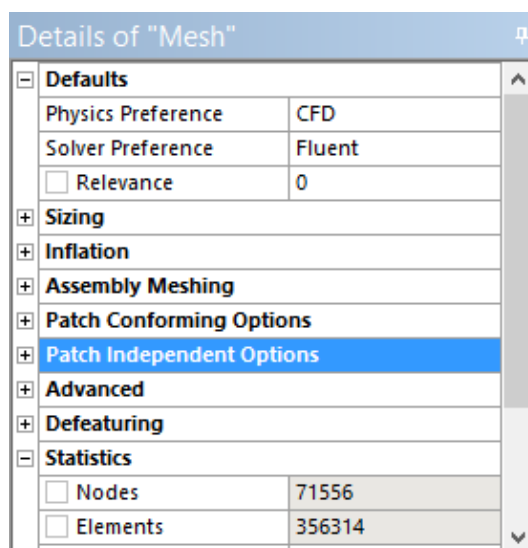 Details of "Mesh"
Defaults
Physics Preference CFD
Solver Preference Fluent
Relevance 0
Sizing
Inflation
Assembly Meshing
Patch Conforming Options
Patch Independent Options
Advanced
Defeaturing
Statistics
Nodes 71556
Elements 356314